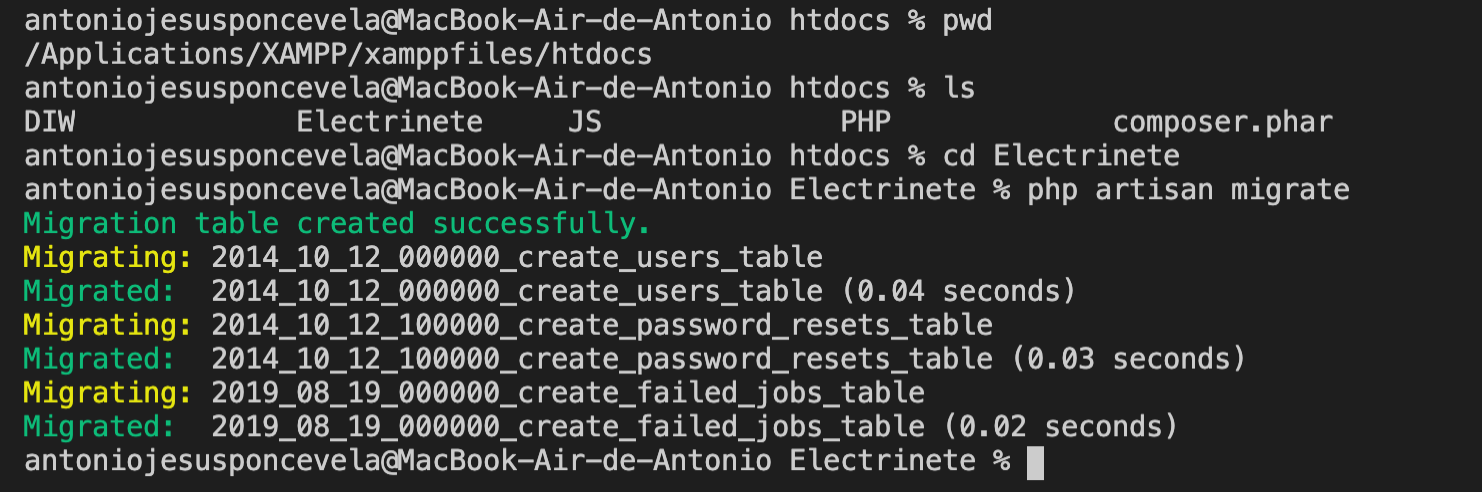 antoniojesusponcevela@MacBook-Air-de-Antonio htdocs % pwd
/Applications/XAMPP/xamppfiles/htdocs
antoniojesusponcevela@MacBook-Air-de-Antonio htdocs % ls
DIW Electrinete JS PHP composer.phar
antoniojesusponcevela@MacBook-Air-de-Antonio htdocs % cd Electrinete
antoniojesusponcevela@MacBook-Air-de-Antonio Electrinete % php artisan migrate
Migration table created successfully.
Migrating: 2014_10_12_000000_create_users_table
Migrated: 2014_10_12_000000_create_users_table (0.04 seconds)
Migrating: 2014_10_12_100000_create_password_resets_table
Migrated: 2014_10_12_100000_create_password_resets_table (0.03 seconds)
Migrating: 2019_08_19_000000_create_failed_jobs_table
Migrated: 2019_08_19_000000_create_failed_jobs_table (0.02 seconds)
antoniojesusponcevela@MacBook-Air-de-Antonio Electrinete %